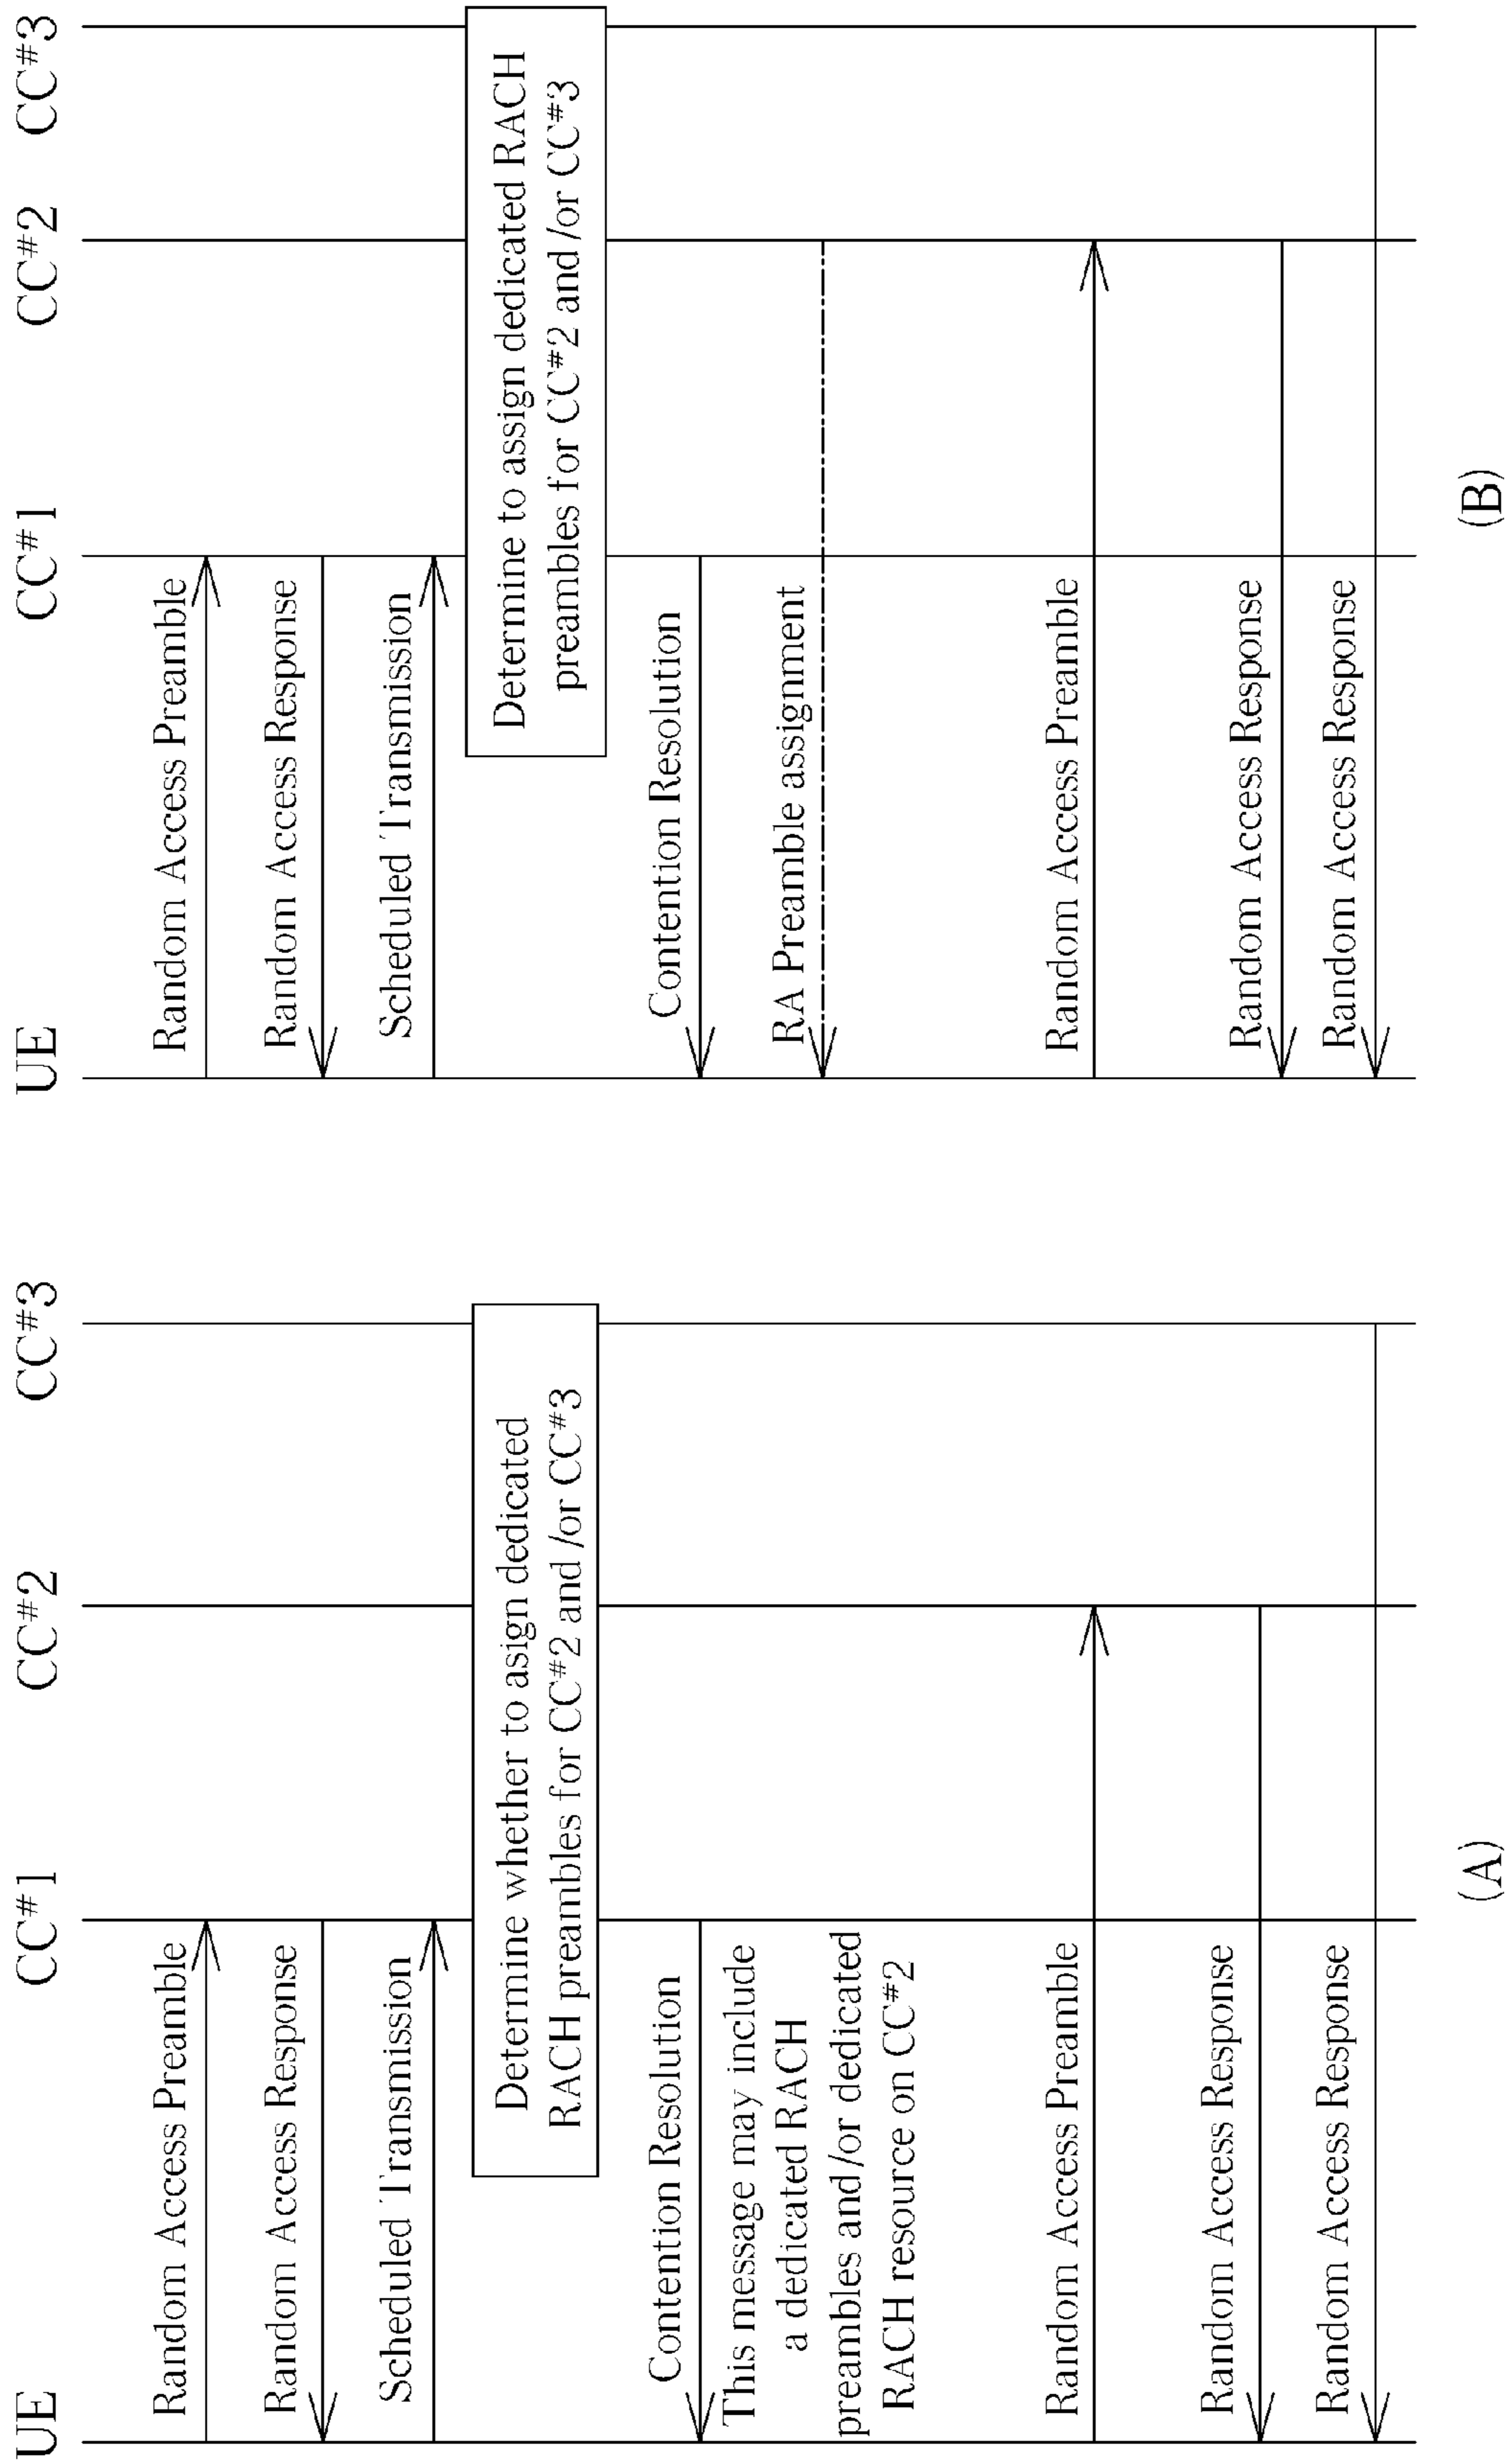 UE CC#1 CC#2 CC#3
Random Access Preamble
Random Access Response
Scheduled Transmission
Determine whether to asign dedicated
RACH preambles for CC#2 and /or CC#3
Contention Resolution
This message may include
a dedicated RACH
preambles and/or dedicated
RACH resource on CC#2
Random Access Preamble
Random Access Response
Random Access Response
(A)
UE CC#1 CC#2 CC#3
Random Access Preamble
Random Access Response
Scheduled Transmission
Determine to assign dedicated RACH
preambles for CC#2 and /or CC#3
Contention Resolution
RA Preamble assignment
Random Access Preamble
Random Access Response
Random Access Response
(B)